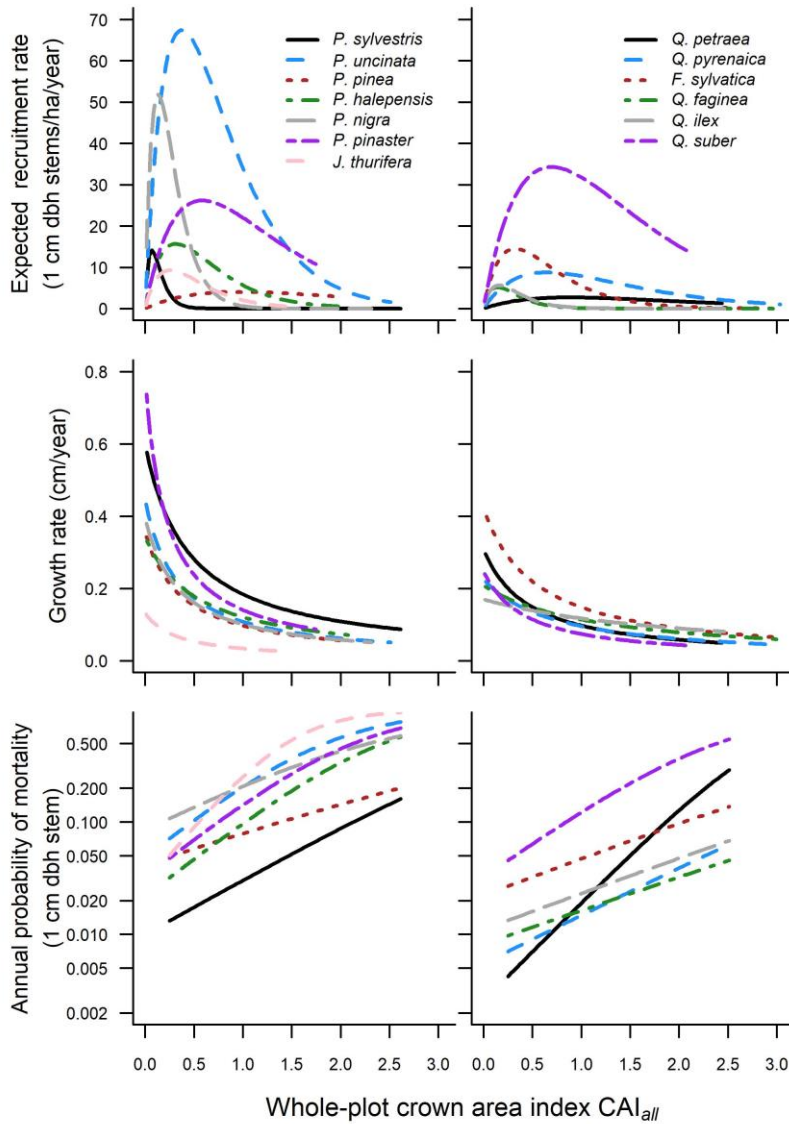 Expected recruitment rate
(1 cm dbh stems/ha/year)
70
60
50
40
30
20
10
0
P. sylvestris
P. uncinata
P. pinea
P. halepensis
P. nigra
P. pinaster
J. thurifera
Q. petraea
Q. pyrenaica
F. sylvatica
Q. faginea
Q. ilex
Q. suber
Growth rate (cm/year)
0.8
0.6
0.4
0.2
0.0
Annual probability of mortality
(1 cm dbh stem)
0.500
0.200
0.100
0.050
0.020
0.010
0.005
0.002
0.0 0.5 1.0 1.5 2.0 2.5 3.0
0.0 0.5 1.0 1.5 2.0 2.5 3.0
Whole-plot crown area index CAIall